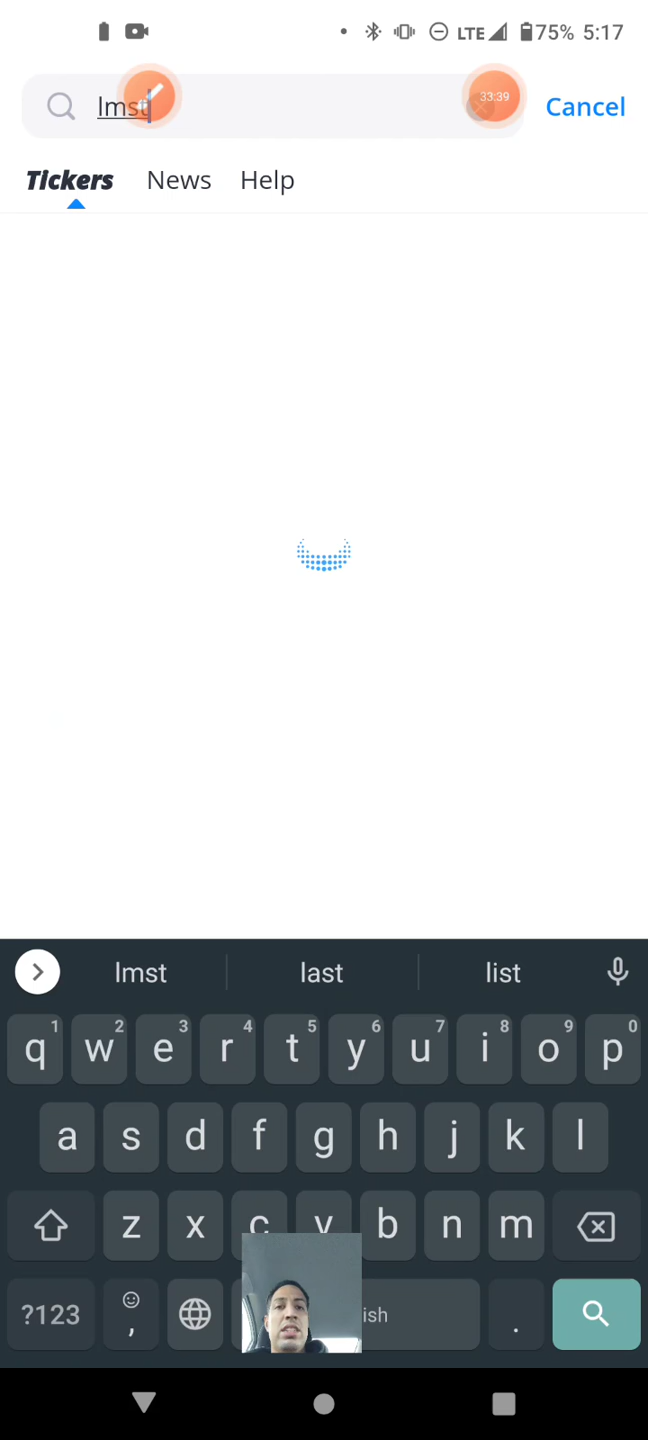 LTE 75% 5:17
lmst 33:39 Cancel
Tickers News Help
lmst last list
q1 w2 e3 r4 t5 y6 u7 i8 o9 p0
a s d f g h j k l
z x c v b n m
?123 , ish .